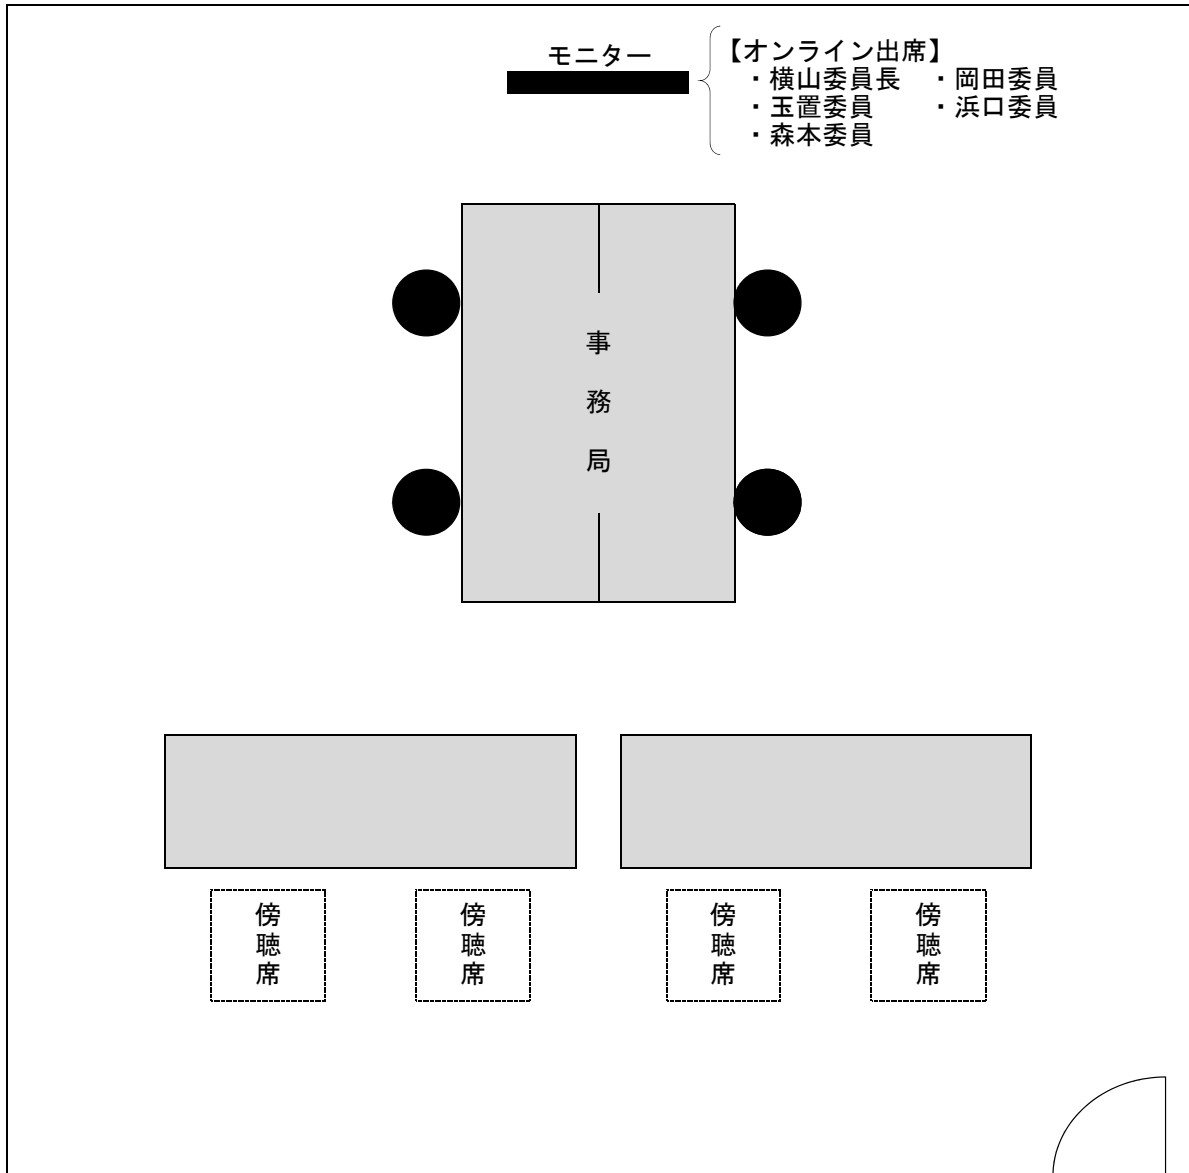 モニター
【オンライン出席】
・横山委員長 ・岡田委員
・玉置委員 ・浜口委員
・森本委員
事務局
傍聴席
傍聴席
傍聴席
傍聴席